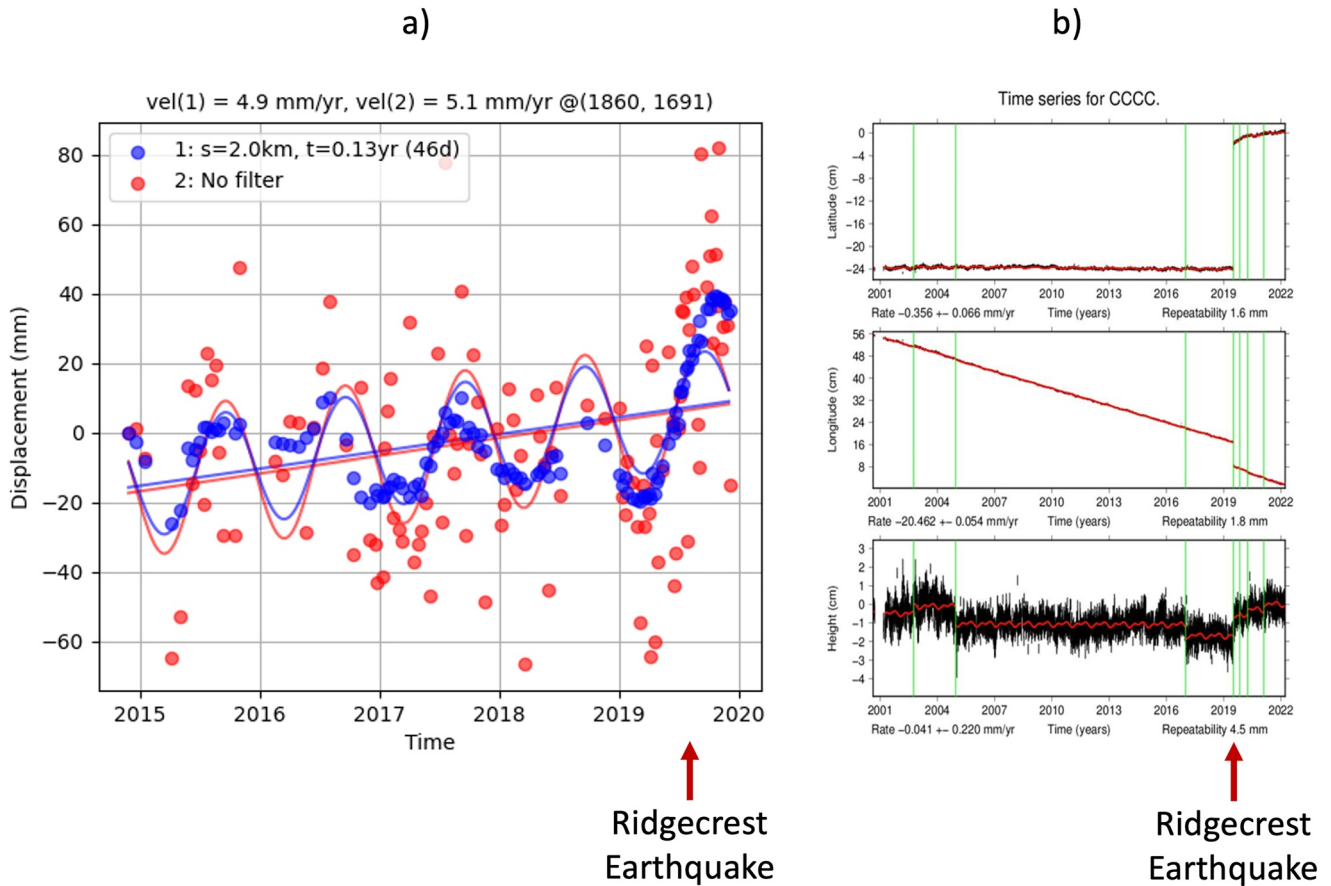 a)
vel(1) = 4.9 mm/yr, vel(2) = 5.1 mm/yr @(1860, 1691)
1: s=2.0km, t=0.13yr (46d)
2: No filter
Displacement (mm)
80
60
40
20
0
−20
−40
−60
2015 2016 2017 2018 2019 2020
Time
Ridgecrest
Earthquake
b)
Time series for CCCC.
Latitude (cm)
0
−4
−8
−12
−16
−20
−24
2001 2004 2007 2010 2013 2016 2019 2022
Rate −0.356 +− 0.066 mm/yr Time (years) Repeatability 1.6 mm
Longitude (cm)
56
48
40
32
24
16
8
2001 2004 2007 2010 2013 2016 2019 2022
Rate −20.462 +− 0.054 mm/yr Time (years) Repeatability 1.8 mm
Height (cm)
3
2
1
0
−1
−2
−3
−4
2001 2004 2007 2010 2013 2016 2019 2022
Rate −0.041 +− 0.220 mm/yr Time (years) Repeatability 4.5 mm
Ridgecrest
Earthquake